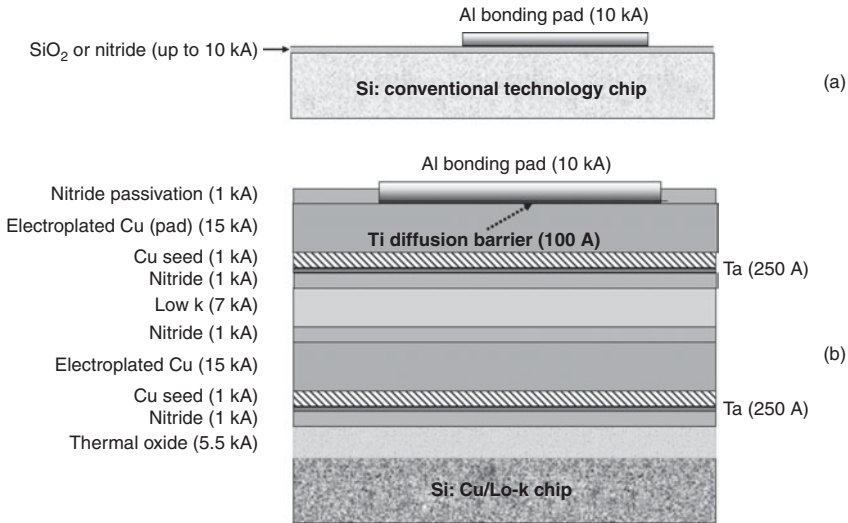 Al bonding pad (10 kA)
SiO₂ or nitride (up to 10 kA)
Si: conventional technology chip
(a)
Al bonding pad (10 kA)
Nitride passivation (1 kA)
Electroplated Cu (pad) (15 kA)
Ti diffusion barrier (100 A)
Cu seed (1 kA)
Ta (250 A)
Nitride (1 kA)
Low k (7 kA)
Nitride (1 kA)
(b)
Electroplated Cu (15 kA)
Cu seed (1 kA)
Ta (250 A)
Nitride (1 kA)
Thermal oxide (5.5 kA)
Si: Cu/Lo-k chip